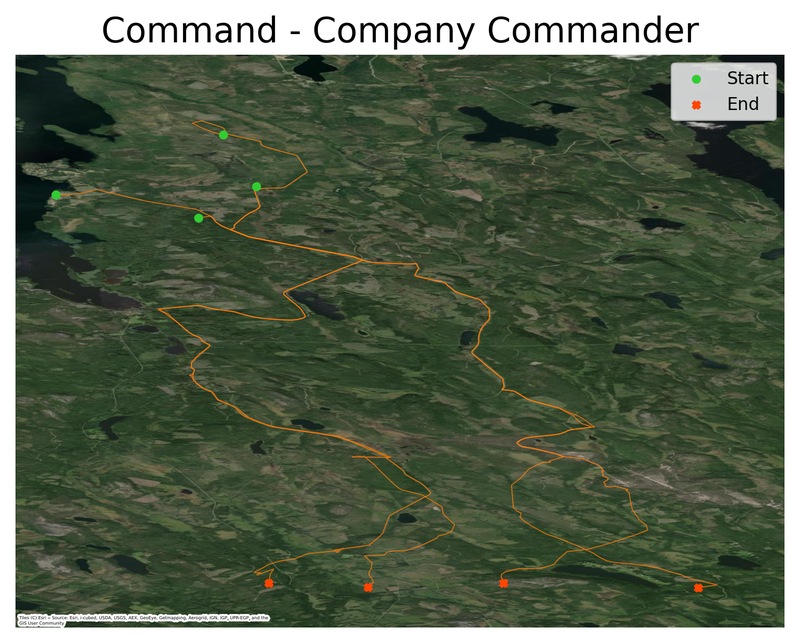 Command - Company Commander
Start
End
Tiles (C) Esri -- Source: Esri, i-cubed, USDA, USGS, AEX, GeoEye, Getmapping, Aerogrid, IGN, IGP, UPR-EGP, and the
GIS User Community